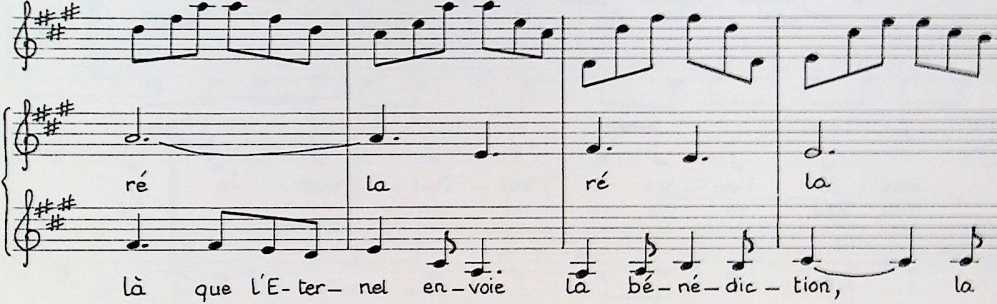 ré la ré la
là que l'E-ter-nel en-voie la bé-né-dic-tion, la